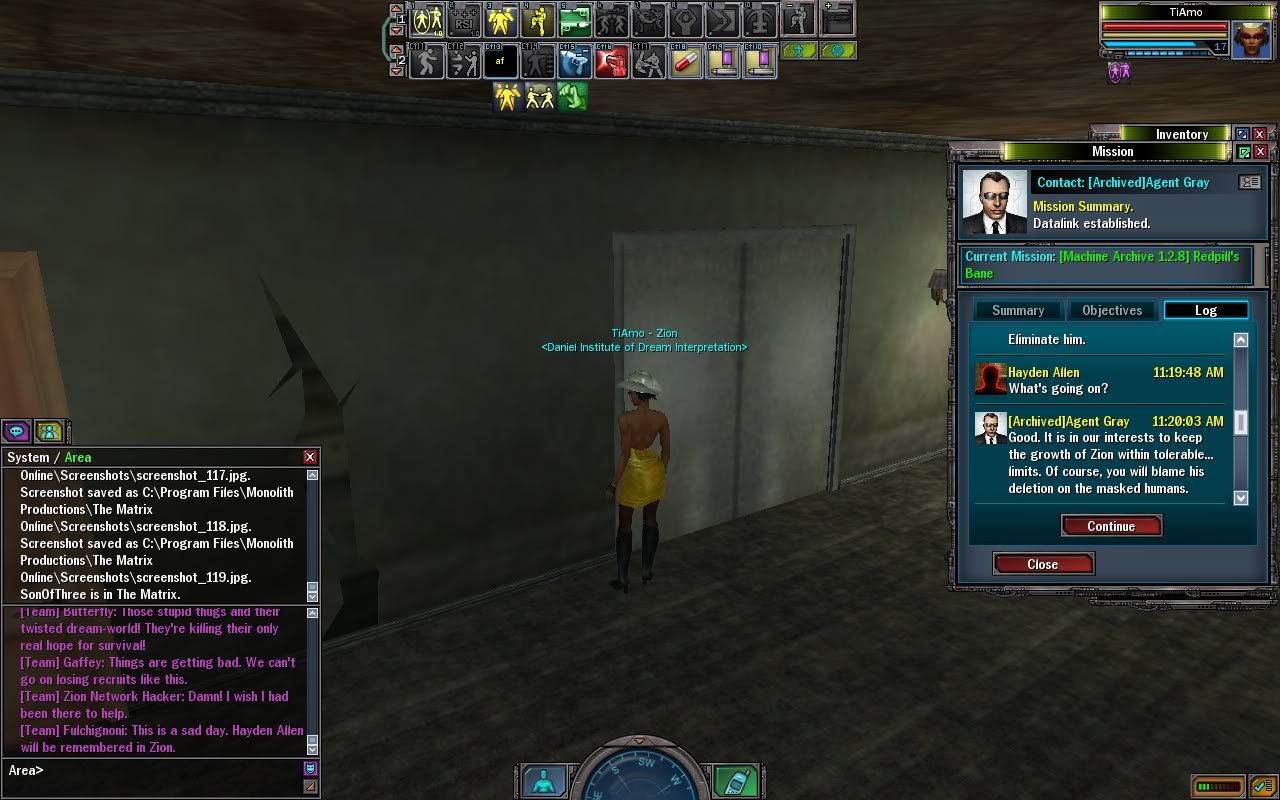 1
1.0
RSI
1.0
2
af
TiAmo
17
Inventory
Mission
Contact: [Archived]Agent Gray
Mission Summary.
Datalink established.
Current Mission: [Machine Archive 1.2.8] Redpill's
Bane
Summary
Objectives
Log
Eliminate him.
Hayden Allen 11:19:48 AM
What's going on?
[Archived]Agent Gray 11:20:03 AM
Good. It is in our interests to keep
the growth of Zion within tolerable...
limits. Of course, you will blame his
deletion on the masked humans.
Continue
Close
TiAmo - Zion
<Daniel Institute of Dream Interpretation>
System / Area
Online\Screenshots\screenshot_117.jpg.
Screenshot saved as C:\Program Files\Monolith
Productions\The Matrix
Online\Screenshots\screenshot_118.jpg.
Screenshot saved as C:\Program Files\Monolith
Productions\The Matrix
Online\Screenshots\screenshot_119.jpg.
SonOfThree is in The Matrix.
[Team] Butterfly: Those stupid thugs and their
twisted dream-world! They're killing their only
real hope for survival!
[Team] Gaffey: Things are getting bad. We can't
go on losing recruits like this.
[Team] Zion Network Hacker: Damn! I wish I had
been there to help.
[Team] Fulchignoni: This is a sad day. Hayden Allen
will be remembered in Zion.
Area>
S SW W